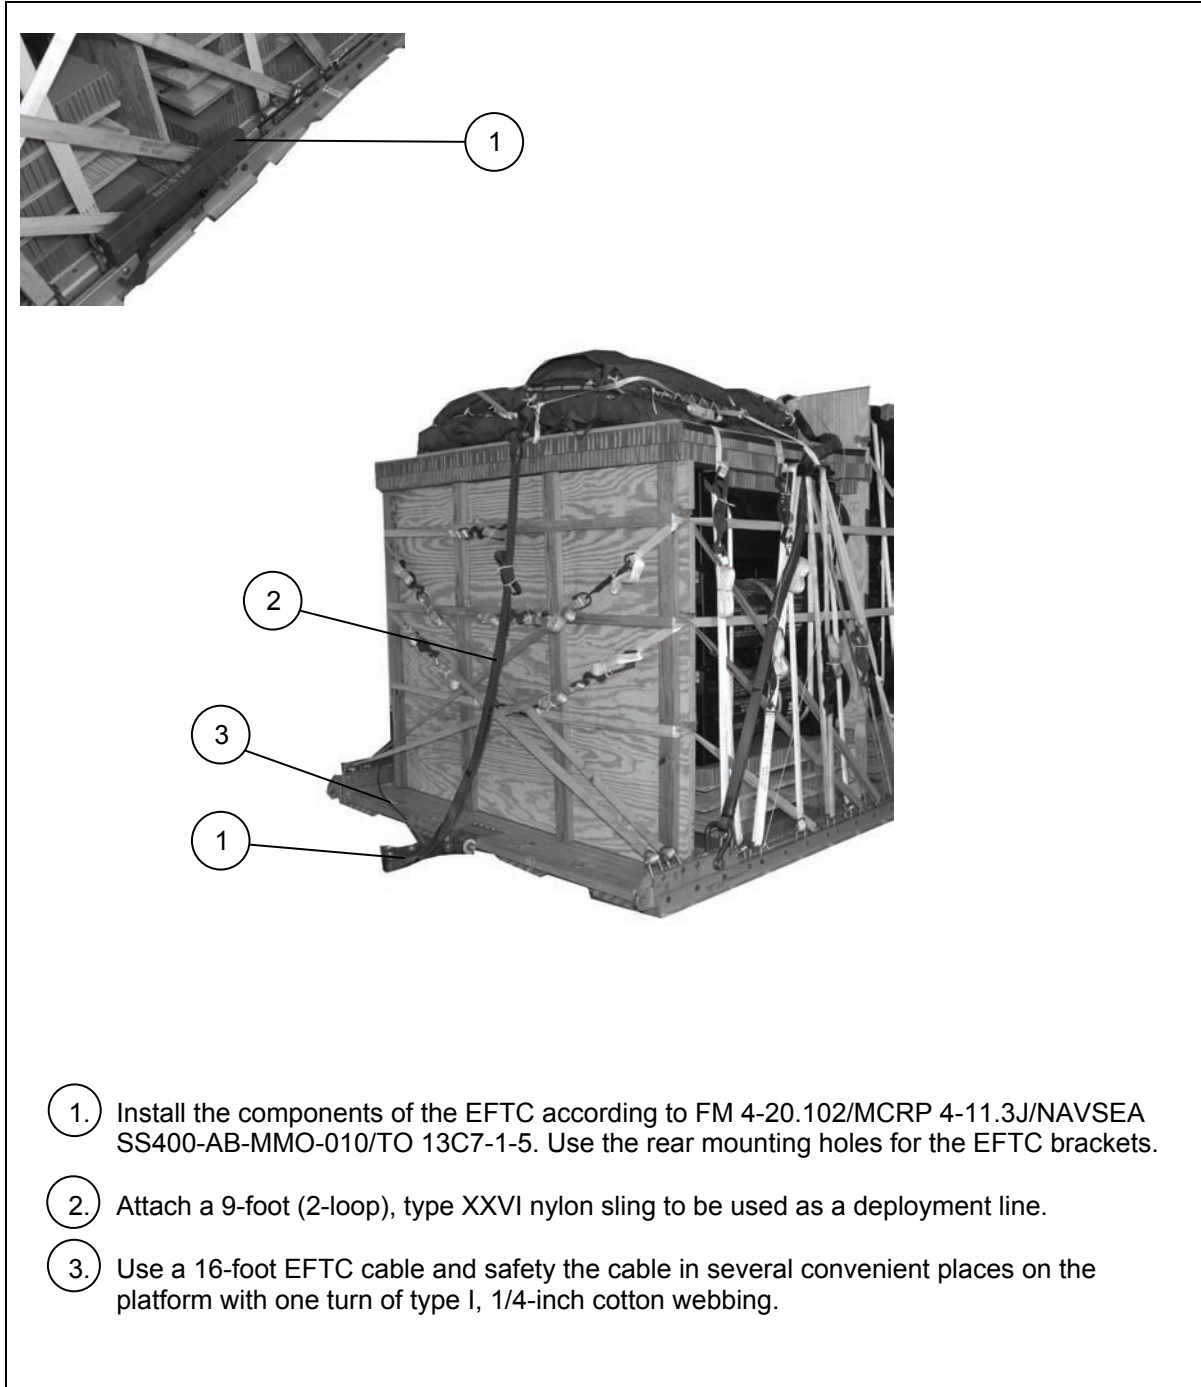 1
NO-STEP
2
3
1
1. Install the components of the EFTC according to FM 4-20.102/MCRP 4-11.3J/NAVSEA
SS400-AB-MMO-010/TO 13C7-1-5. Use the rear mounting holes for the EFTC brackets.
2. Attach a 9-foot (2-loop), type XXVI nylon sling to be used as a deployment line.
3. Use a 16-foot EFTC cable and safety the cable in several convenient places on the
platform with one turn of type I, 1/4-inch cotton webbing.